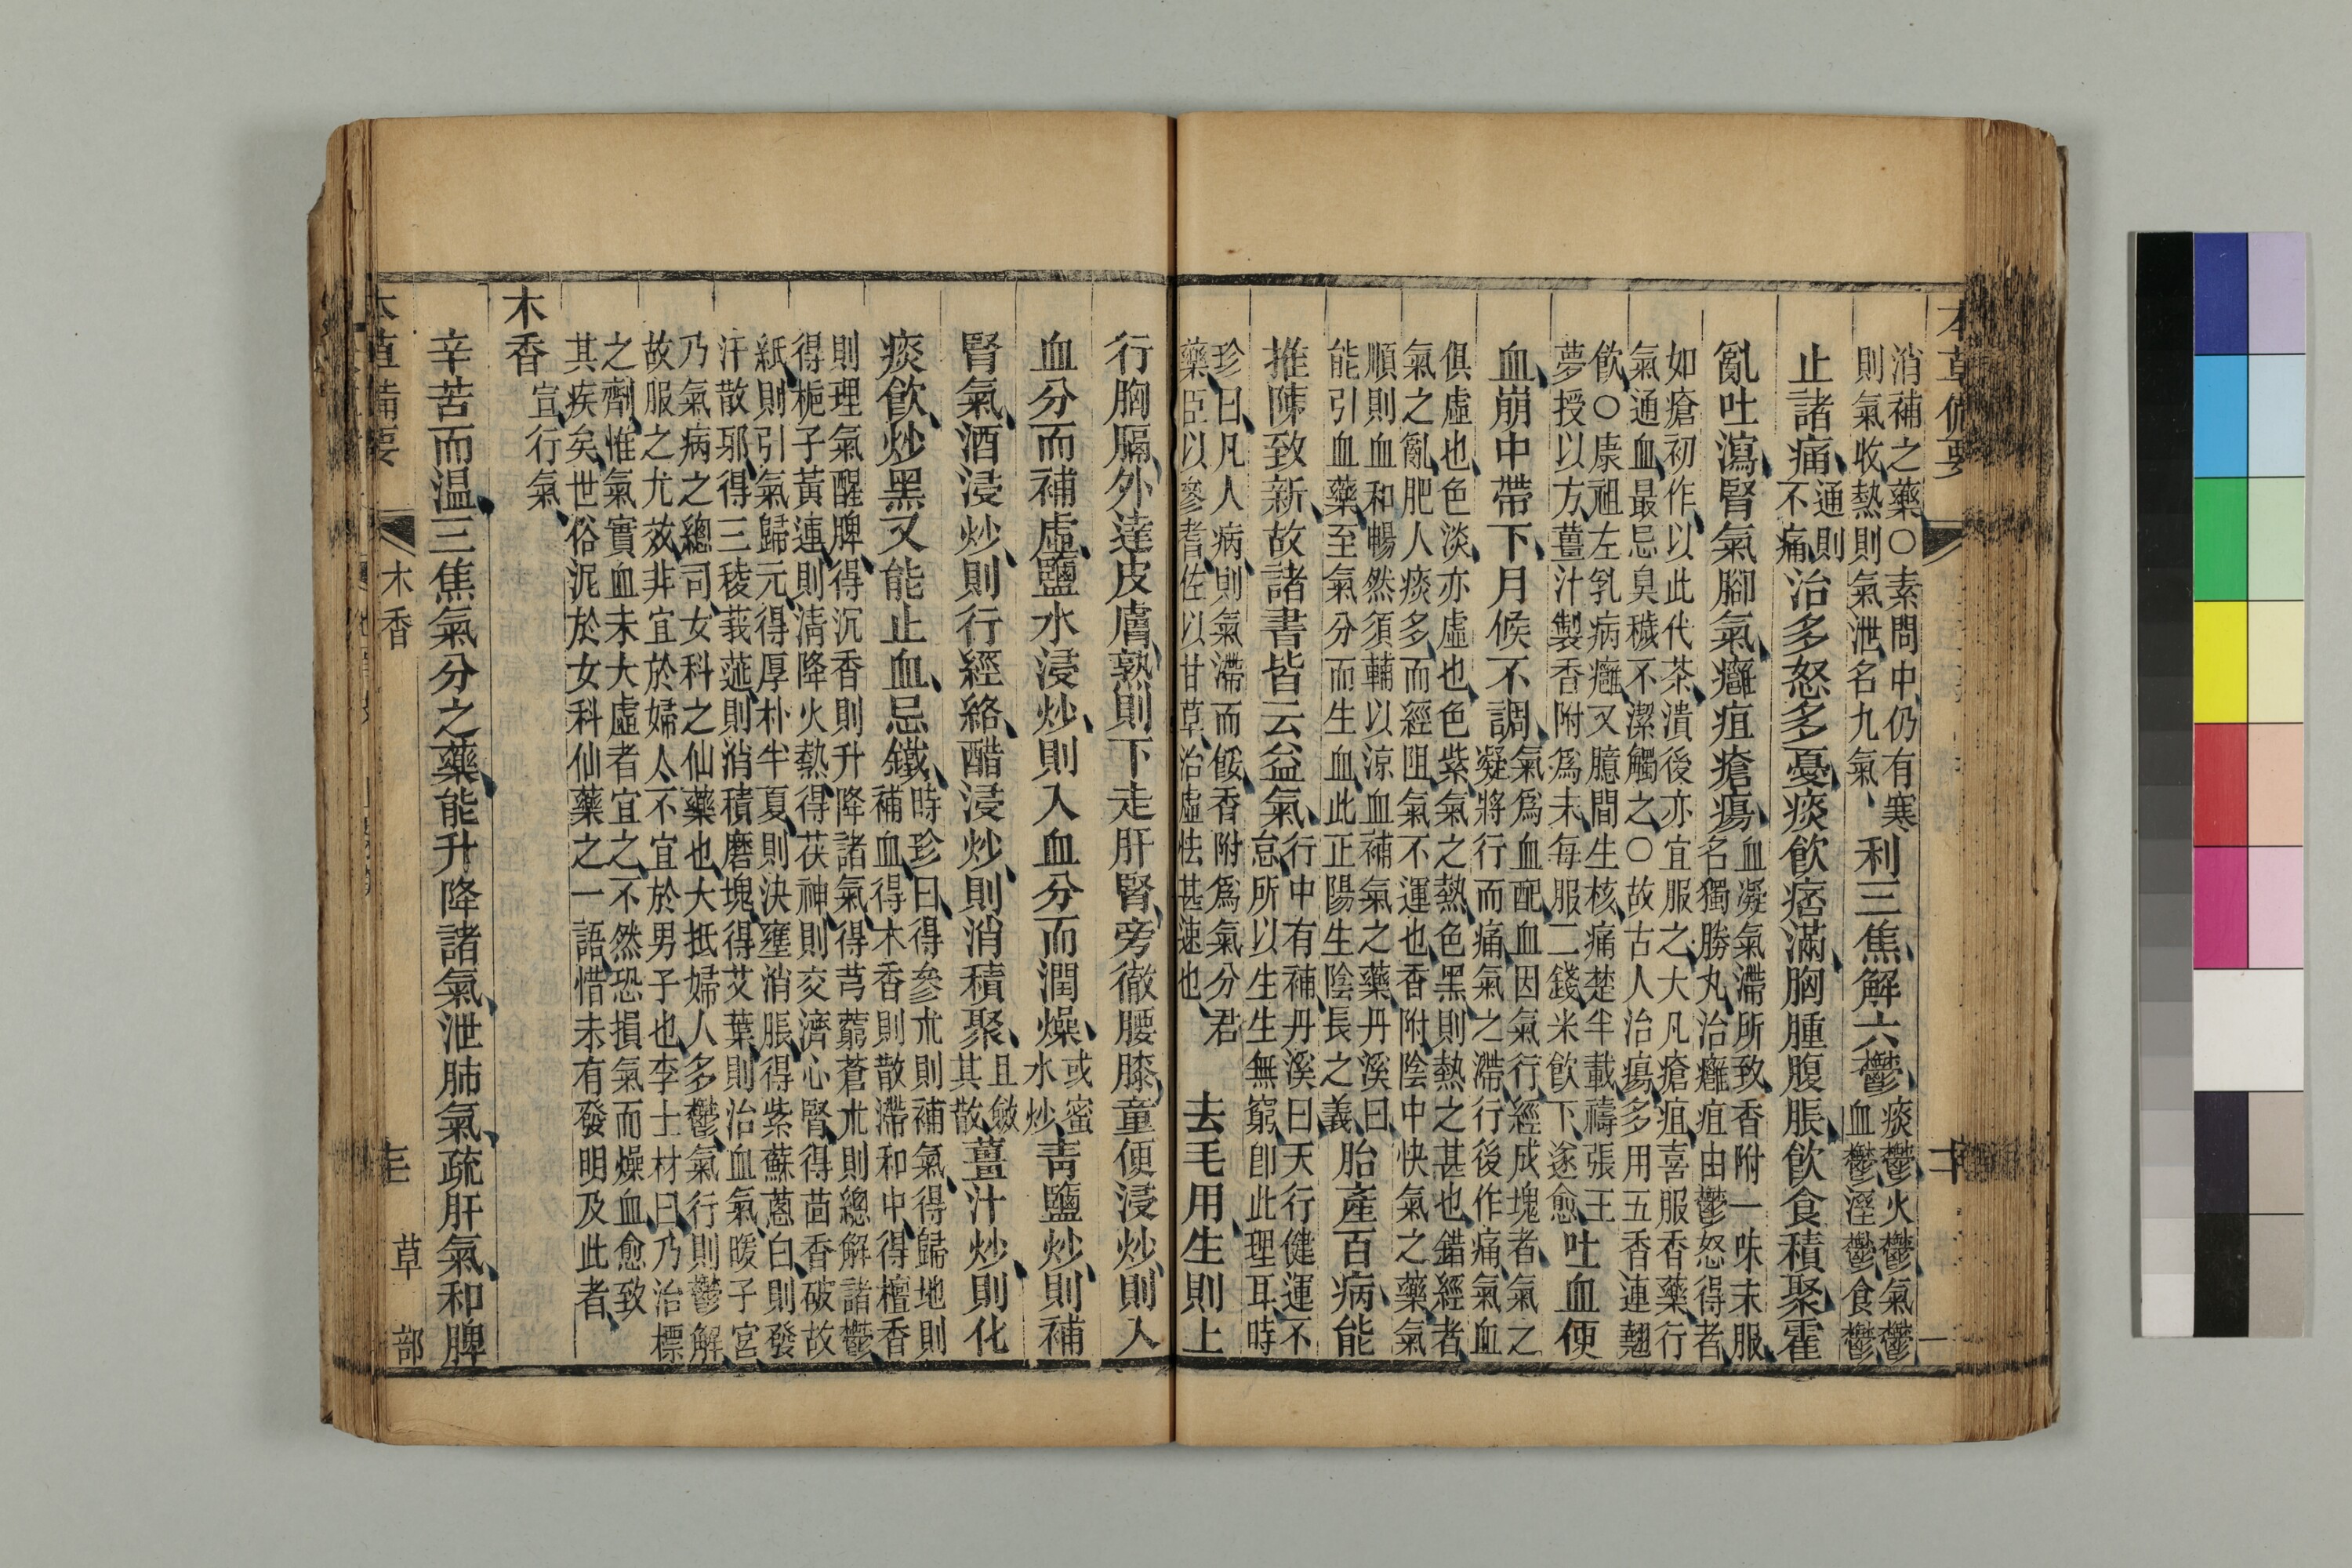 本草備要
消補之藥○素問中仍有寒
則氣收熱則氣泄名九氣
利三焦解六鬱
痰鬱火鬱氣鬱
血鬱溼鬱食鬱
止諸痛
通則
不痛
治多怒多憂痰飲痞滿胸腫腹脹飲食積聚霍
亂吐瀉腎氣腳氣癰疽瘡瘍
血凝氣滯所致香附一味末服
名獨勝丸治癰疽由鬱怒得者
如瘡初作以此代茶潰後亦宜服之大凡瘡疽喜服香藥行
氣通血最忌臭穢不潔觸之○故古人治瘍多用五香連翹
飲○康祖左乳病癰又臆間生核痛楚半載禱張王
夢授以方薑汁製香附為末每服二錢米飲下遂愈
吐血便
血崩中帶下月候不調
氣為血配血因氣行經成塊者氣之
凝將行而痛氣之滯行後作痛氣血
俱虛也色淡亦虛也色紫氣之熱色黑則熱之甚也錯經者
氣之亂肥人痰多而經阻氣不運也香附陰中快氣之藥氣
順則血和暢然須輔以涼血補氣之藥丹溪曰
能引血藥至氣分而生血此正陽生陰長之義
胎產百病能
推陳致新故諸書皆云益氣
行中有補丹溪曰天行健運不
怠所以生生無窮卽此理耳時
珍曰凡人病則氣滯而餒香附為氣分君
藥臣以參耆佐以甘草治虛怯甚速也
去毛用生則上
行胸膈外達皮膚熟則下走肝腎旁徹腰膝童便浸炒則入
血分而補虛鹽水浸炒則入血分而潤燥
或蜜
水炒
青鹽炒則補
腎氣酒浸炒則行經絡醋浸炒則消積聚
且斂
其散
薑汁炒則化
痰飲炒黑又能止血忌鐵
時珍曰得參朮則補氣得歸地則
補血得木香則散滯和中得檀香
則理氣醒脾得沉香則升降諸氣得芎藭蒼朮則總解諸鬱
得梔子黃連則清降火熱得茯神則交濟心腎得茴香破故
紙則引氣歸元得厚朴半夏則決壅消脹得紫蘇蔥白則發
汗散邪得三稜莪蒁則消積磨塊得艾葉則治血氣暖子宮
乃氣病之總司女科之仙藥也大抵婦人多鬱氣行則鬱解
故服之尤效非宜於婦人不宜於男子也李士材曰乃治標
之劑惟氣實血未大虛者宜之不然恐損氣而燥血愈致
其疾矣世俗泥於女科仙藥之一語惜未有發明及此者
木香
宣行氣
辛苦而温三焦氣分之藥能升降諸氣泄肺氣疏肝氣和脾
本草備要
木香
草部